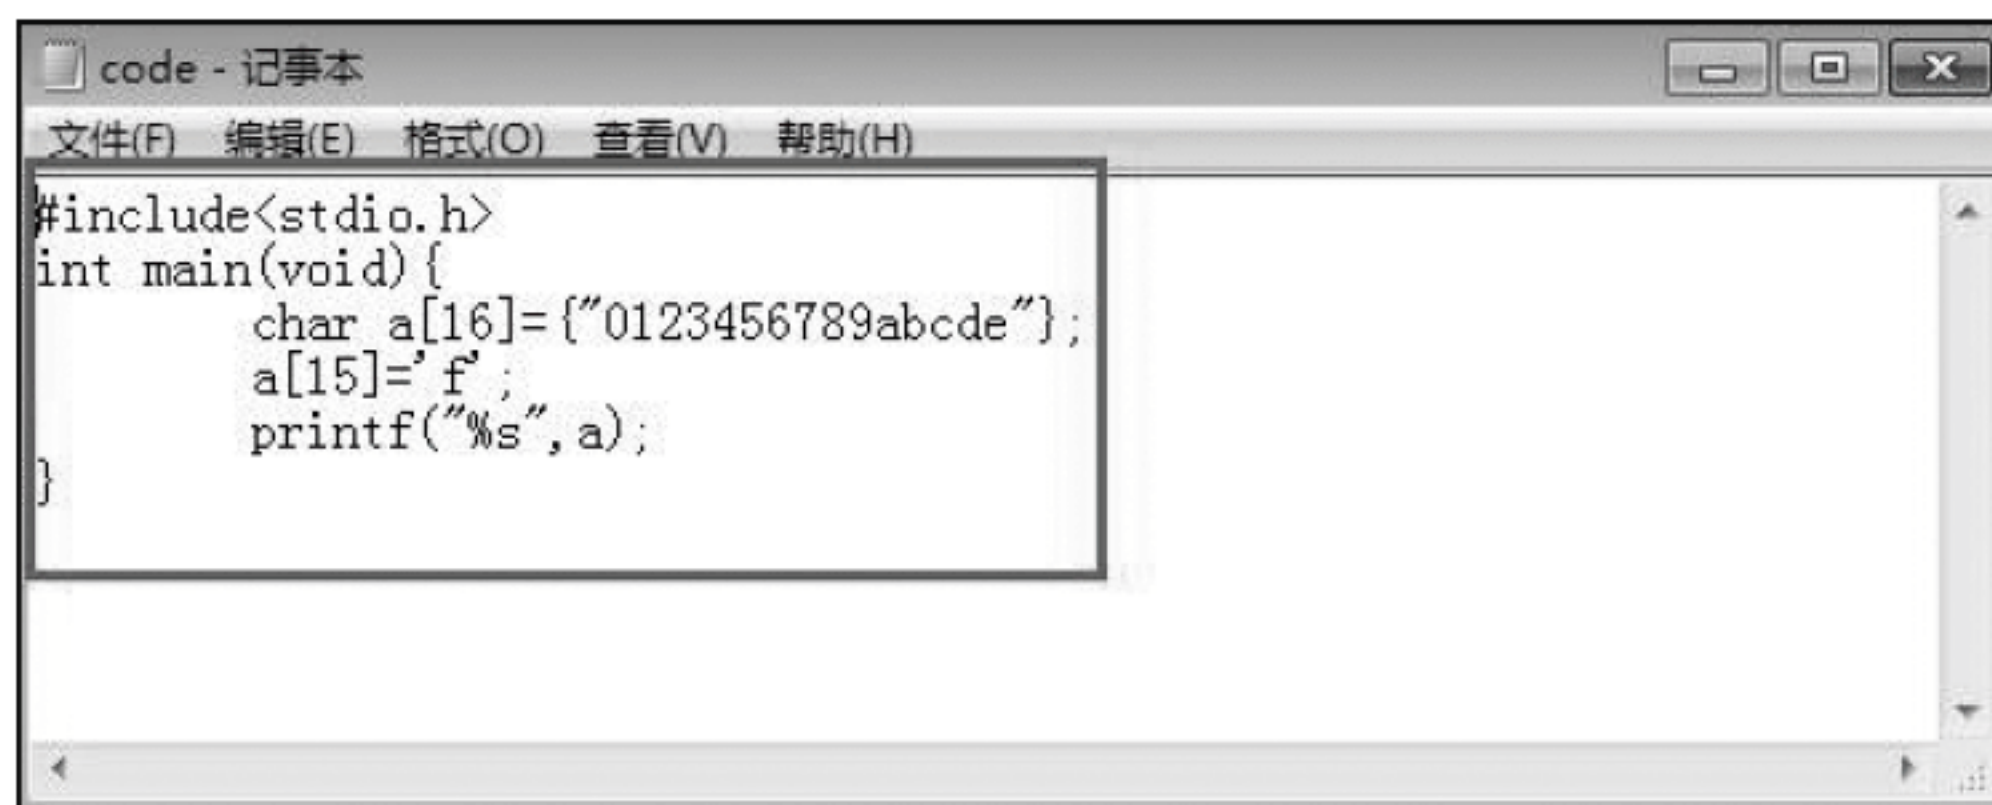 code - 记事本
文件(F) 编辑(E) 格式(O) 查看(V) 帮助(H)
#include<stdio.h>
int main(void){
        char a[16]={"0123456789abcde"};
        a[15]='f';
        printf("%s",a);
}